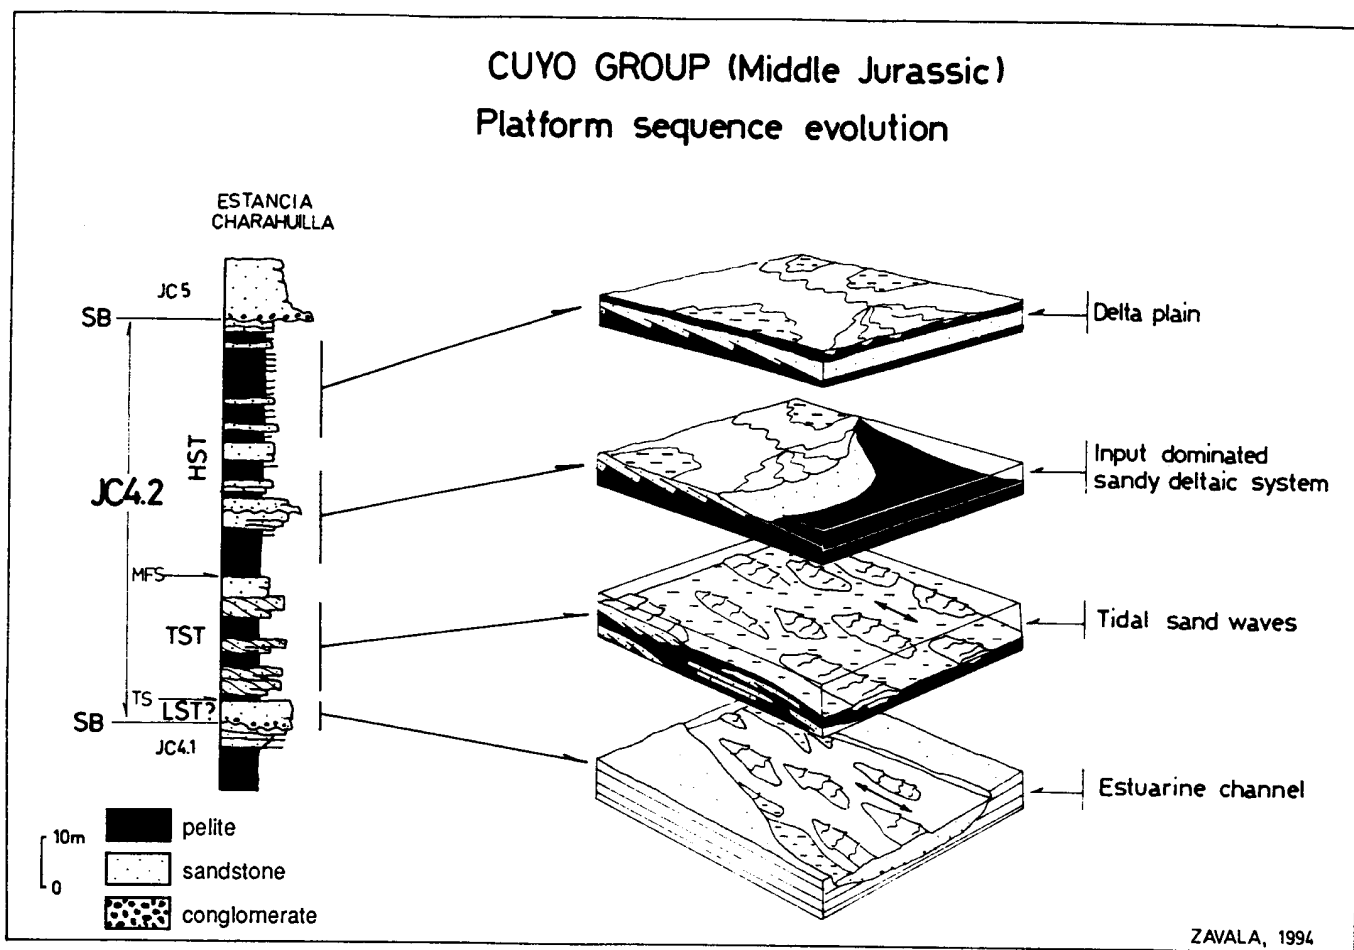 CUYO GROUP (Middle Jurassic)
Platform sequence evolution
ESTANCIA
CHARAHUILLA
JC5
SB
HST
JC4.2
MFS
TST
TS
LST?
SB
JC4.1
Delta plain
Input dominated
sandy deltaic system
Tidal sand waves
Estuarine channel
10m
0
pelite
sandstone
conglomerate
ZAVALA, 1994